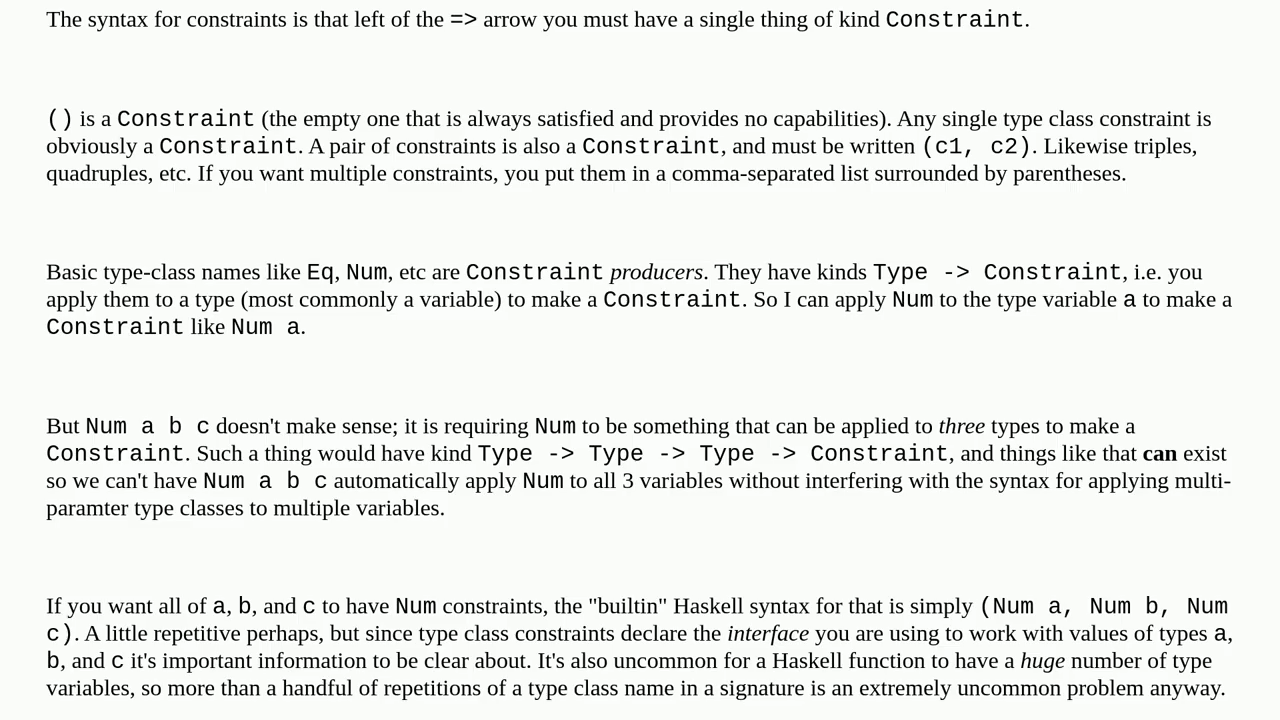 The syntax for constraints is that left of the => arrow you must have a single thing of kind Constraint.
() is a Constraint (the empty one that is always satisfied and provides no capabilities). Any single type class constraint is
obviously a Constraint. A pair of constraints is also a Constraint, and must be written (c1, c2). Likewise triples,
quadruples, etc. If you want multiple constraints, you put them in a comma-separated list surrounded by parentheses.
Basic type-class names like Eq, Num, etc are Constraint producers. They have kinds Type -> Constraint, i.e. you
apply them to a type (most commonly a variable) to make a Constraint. So I can apply Num to the type variable a to make a
Constraint like Num a.
But Num a b c doesn't make sense; it is requiring Num to be something that can be applied to three types to make a
Constraint. Such a thing would have kind Type -> Type -> Type -> Constraint, and things like that can exist
so we can't have Num a b c automatically apply Num to all 3 variables without interfering with the syntax for applying multi-
paramter type classes to multiple variables.
If you want all of a, b, and c to have Num constraints, the "builtin" Haskell syntax for that is simply (Num a, Num b, Num
c). A little repetitive perhaps, but since type class constraints declare the interface you are using to work with values of types a,
b, and c it's important information to be clear about. It's also uncommon for a Haskell function to have a huge number of type
variables, so more than a handful of repetitions of a type class name in a signature is an extremely uncommon problem anyway.